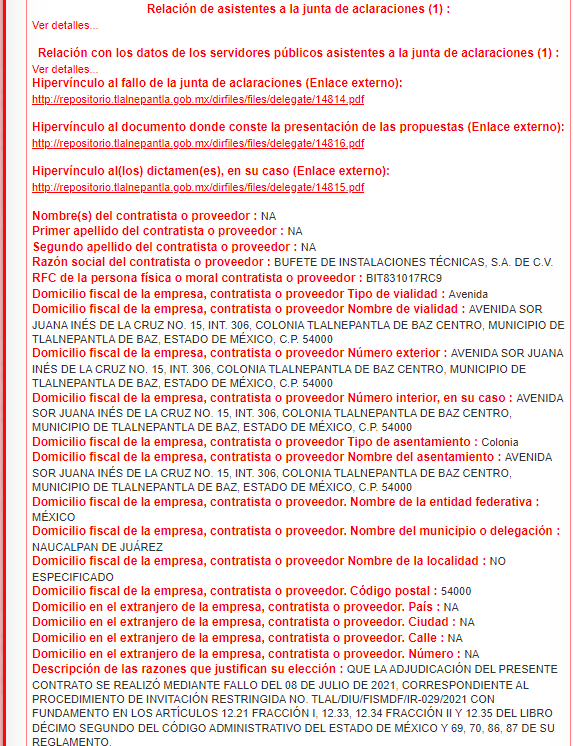 Relación de asistentes a la junta de aclaraciones (1) :
Ver detalles...
Relación con los datos de los servidores públicos asistentes a la junta de aclaraciones (1) :
Ver detalles...
Hipervínculo al fallo de la junta de aclaraciones (Enlace externo):
http://repositorio.tlalnepantla.gob.mx/dirfiles/files/delegate/14814.pdf
Hipervínculo al documento donde conste la presentación de las propuestas (Enlace externo):
http://repositorio.tlalnepantla.gob.mx/dirfiles/files/delegate/14816.pdf
Hipervínculo al(los) dictamen(es), en su caso (Enlace externo):
http://repositorio.tlalnepantla.gob.mx/dirfiles/files/delegate/14815.pdf
Nombre(s) del contratista o proveedor : NA
Primer apellido del contratista o proveedor : NA
Segundo apellido del contratista o proveedor : NA
Razón social del contratista o proveedor : BUFETE DE INSTALACIONES TÉCNICAS, S.A. DE C.V.
RFC de la persona física o moral contratista o proveedor : BIT831017RC9
Domicilio fiscal de la empresa, contratista o proveedor Tipo de vialidad : Avenida
Domicilio fiscal de la empresa, contratista o proveedor Nombre de vialidad : AVENIDA SOR
JUANA INÉS DE LA CRUZ NO. 15, INT. 306, COLONIA TLALNEPANTLA DE BAZ CENTRO, MUNICIPIO DE
TLALNEPANTLA DE BAZ, ESTADO DE MÉXICO, C.P. 54000
Domicilio fiscal de la empresa, contratista o proveedor Número exterior : AVENIDA SOR JUANA
INÉS DE LA CRUZ NO. 15, INT. 306, COLONIA TLALNEPANTLA DE BAZ CENTRO, MUNICIPIO DE
TLALNEPANTLA DE BAZ, ESTADO DE MÉXICO, C.P. 54000
Domicilio fiscal de la empresa, contratista o proveedor Número interior, en su caso : AVENIDA
SOR JUANA INÉS DE LA CRUZ NO. 15, INT. 306, COLONIA TLALNEPANTLA DE BAZ CENTRO,
MUNICIPIO DE TLALNEPANTLA DE BAZ, ESTADO DE MÉXICO, C.P. 54000
Domicilio fiscal de la empresa, contratista o proveedor Tipo de asentamiento : Colonia
Domicilio fiscal de la empresa, contratista o proveedor Nombre del asentamiento : AVENIDA
SOR JUANA INÉS DE LA CRUZ NO. 15, INT. 306, COLONIA TLALNEPANTLA DE BAZ CENTRO,
MUNICIPIO DE TLALNEPANTLA DE BAZ, ESTADO DE MÉXICO, C.P. 54000
Domicilio fiscal de la empresa, contratista o proveedor. Nombre de la entidad federativa :
MÉXICO
Domicilio fiscal de la empresa, contratista o proveedor. Nombre del municipio o delegación :
NAUCALPAN DE JUÁREZ
Domicilio fiscal de la empresa, contratista o proveedor Nombre de la localidad : NO
ESPECIFICADO
Domicilio fiscal de la empresa, contratista o proveedor. Código postal : 54000
Domicilio en el extranjero de la empresa, contratista o proveedor. País : NA
Domicilio en el extranjero de la empresa, contratista o proveedor. Ciudad : NA
Domicilio en el extranjero de la empresa, contratista o proveedor. Calle : NA
Domicilio en el extranjero de la empresa, contratista o proveedor. Número : NA
Descripción de las razones que justifican su elección : QUE LA ADJUDICACIÓN DEL PRESENTE
CONTRATO SE REALIZÓ MEDIANTE FALLO DEL 08 DE JULIO DE 2021, CORRESPONDIENTE AL
PROCEDIMIENTO DE INVITACIÓN RESTRINGIDA NO. TLAL/DIU/FISMDF/IR-029/2021 CON
FUNDAMENTO EN LOS ARTÍCULOS 12.21 FRACCIÓN I, 12.33, 12.34 FRACCIÓN II Y 12.35 DEL LIBRO
DÉCIMO SEGUNDO DEL CÓDIGO ADMINISTRATIVO DEL ESTADO DE MÉXICO Y 69, 70, 86, 87 DE SU
REGLAMENTO.